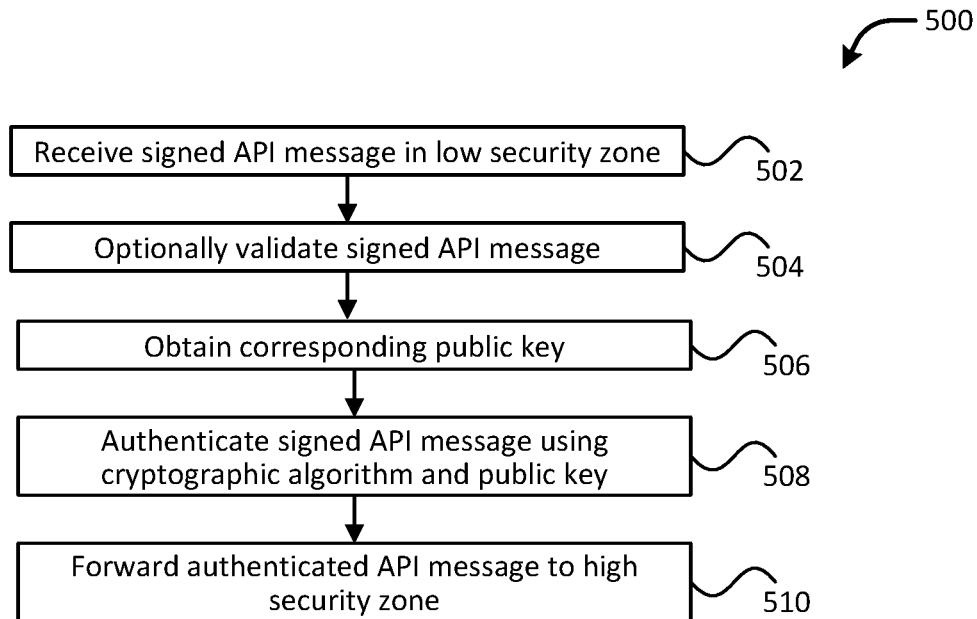 500
Receive signed API message in low security zone
502
Optionally validate signed API message
504
Obtain corresponding public key
506
Authenticate signed API message using
cryptographic algorithm and public key
508
Forward authenticated API message to high
security zone
510